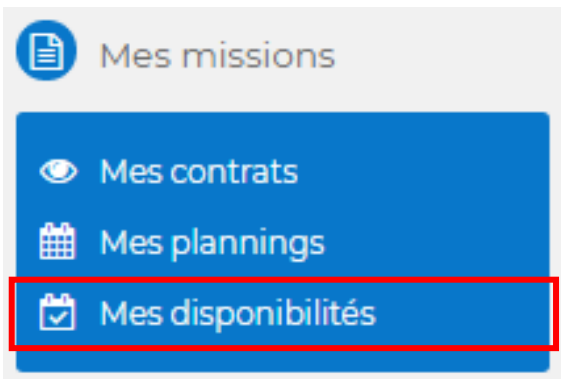 Mes missions
Mes contrats
Mes plannings
Mes disponibilités